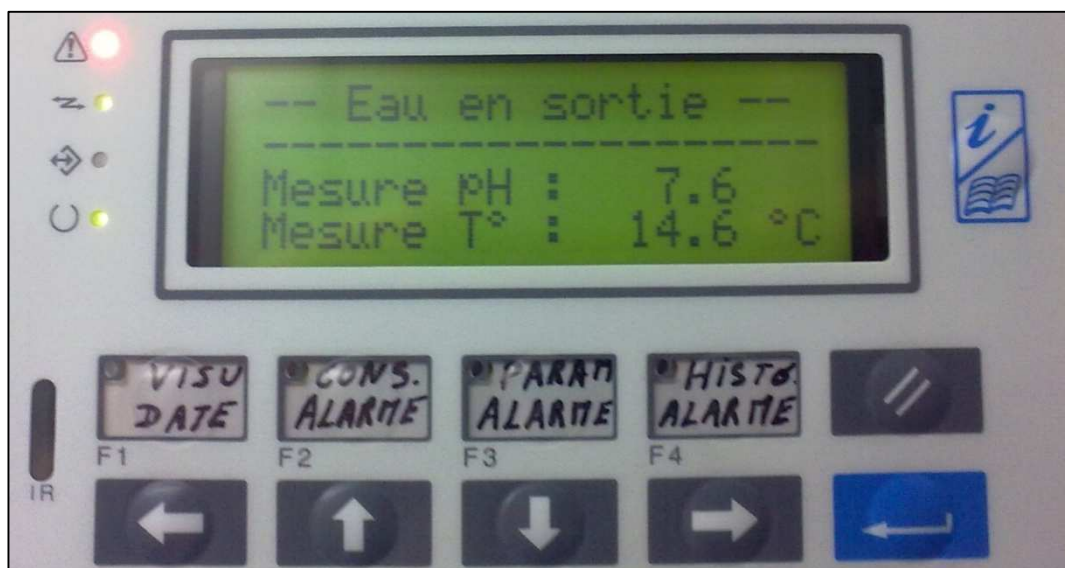 -- Eau en sortie --
--------------------
Mesure pH : 7.6
Mesure T° : 14.6 °C
i
VISU
DATE
CONS.
ALARME
PARAM
ALARME
HISTO.
ALARME
F1
F2
F3
F4
IR